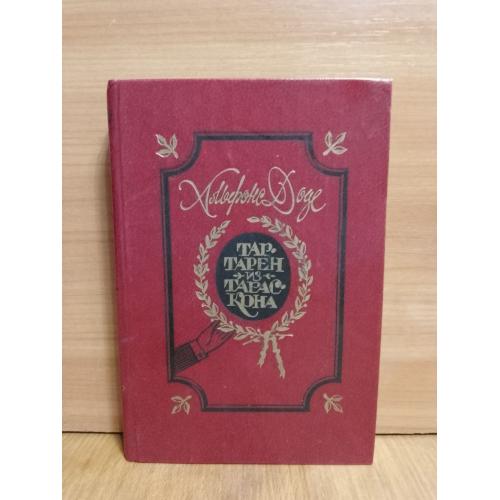 Альфонс Доде
ТАР-
ТАРЕН
ИЗ
ТАРАС-
КОНА